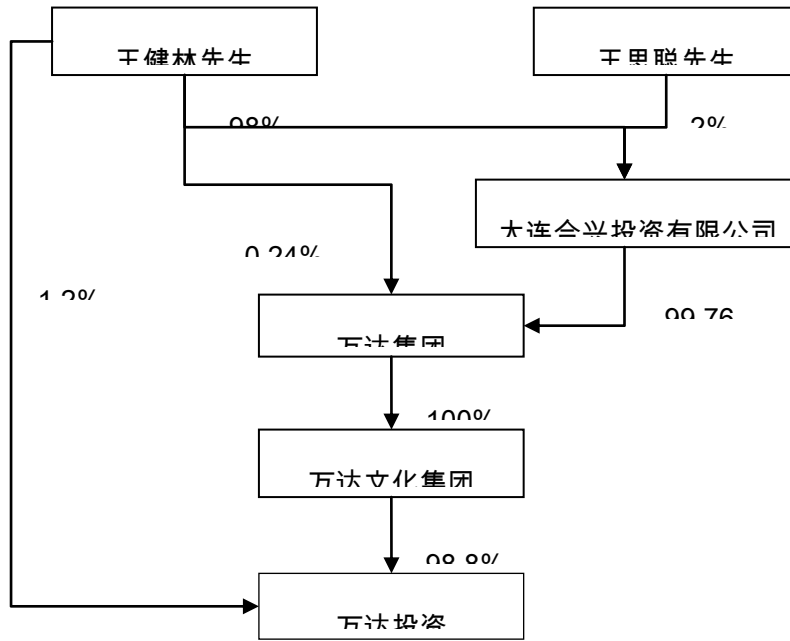 王健林先生
王思聪先生
98%
2%
大连合兴投资有限公司
0.24%
1.2%
99.76
万达集团
100%
万达文化集团
98.8%
万达投资